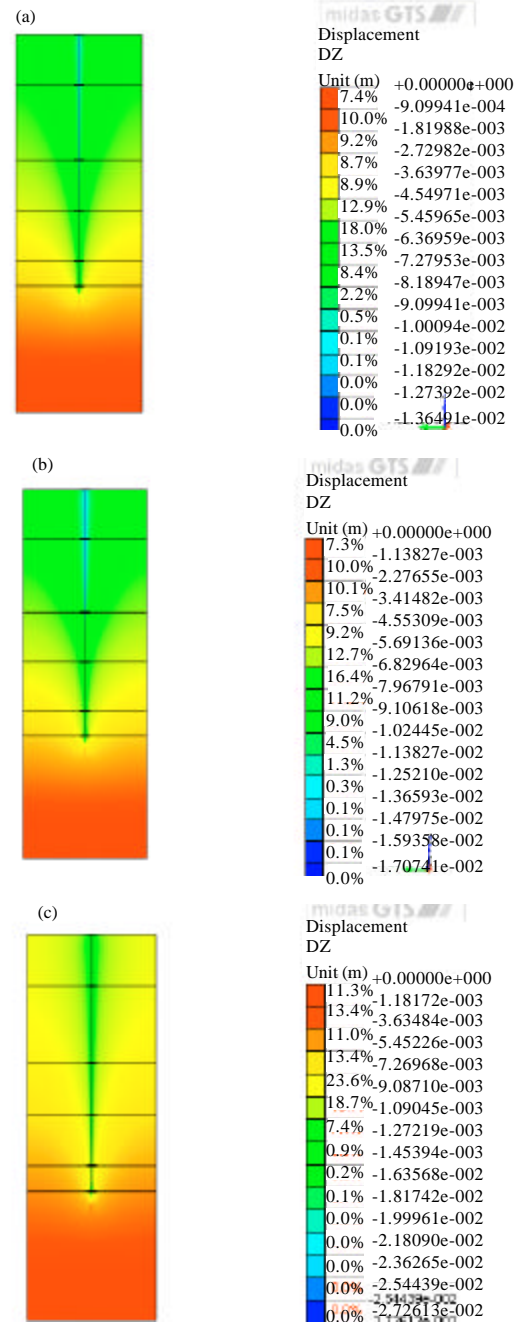 (a)
midas GTS
Displacement
DZ
Unit (m)
+0.00000e+000
7.4%
-9.09941e-004
10.0%
-1.81988e-003
9.2%
-2.72982e-003
8.7%
-3.63977e-003
8.9%
-4.54971e-003
12.9%
-5.45965e-003
18.0%
-6.36959e-003
13.5%
-7.27953e-003
8.4%
-8.18947e-003
2.2%
-9.09941e-003
0.5%
-1.00094e-002
0.1%
-1.09193e-002
0.1%
-1.18292e-002
0.0%
-1.27392e-002
0.0%
-1.36491e-002
0.0%
(b)
midas GTS
Displacement
DZ
Unit (m)
+0.00000e+000
7.3%
-1.13827e-003
10.0%
-2.27655e-003
10.1%
-3.41482e-003
7.5%
-4.55309e-003
9.2%
-5.69136e-003
12.7%
-6.82964e-003
16.4%
-7.96791e-003
11.2%
-9.10618e-003
9.0%
-1.02445e-002
4.5%
-1.13827e-002
1.3%
-1.25210e-002
0.3%
-1.36593e-002
0.1%
-1.47975e-002
0.1%
-1.59358e-002
0.1%
-1.70741e-002
0.0%
(c)
midas GTS
Displacement
DZ
Unit (m)
+0.00000e+000
11.3%
-1.18172e-003
13.4%
-3.63484e-003
11.0%
-5.45226e-003
13.4%
-7.26968e-003
23.6%
-9.08710e-003
18.7%
-1.09045e-003
7.4%
-1.27219e-003
0.9%
-1.45394e-003
0.2%
-1.63568e-002
0.1%
-1.81742e-002
0.0%
-1.99961e-002
0.0%
-2.18090e-002
0.0%
-2.36265e-002
0.0%
-2.54439e-002
0.0%
-2.72613e-002